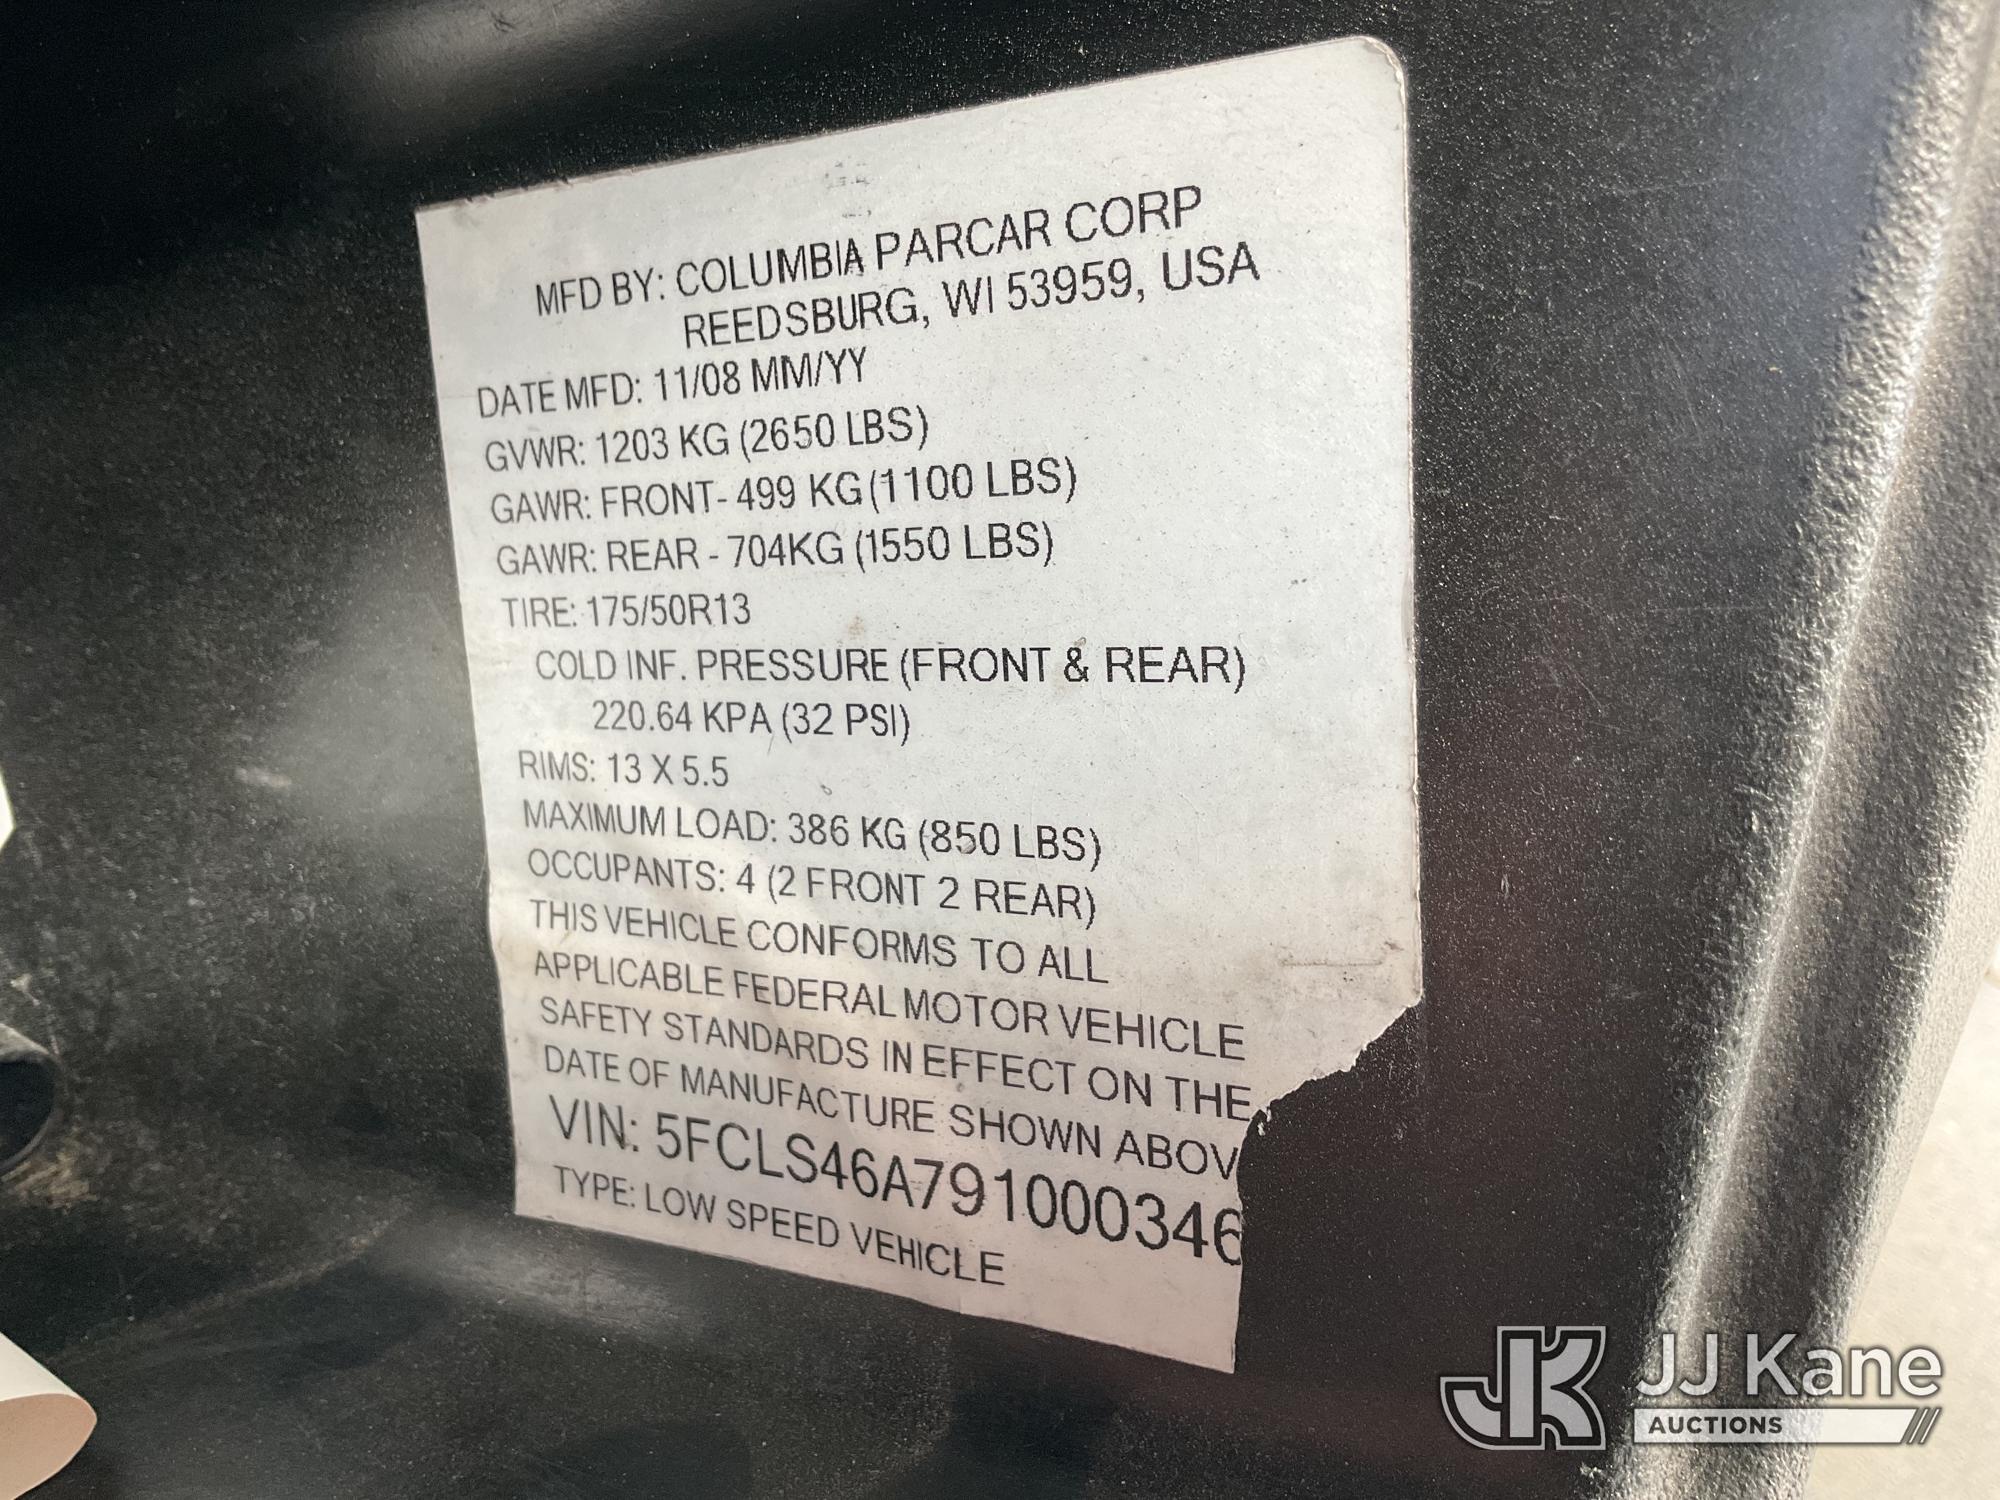 MFD BY: COLUMBIA PARCAR CORP
REEDSBURG, WI 53959, USA
DATE MFD: 11/08 MM/YY
GVWR: 1203 KG (2650 LBS)
GAWR: FRONT- 499 KG (1100 LBS)
GAWR: REAR - 704KG (1550 LBS)
TIRE: 175/50R13
COLD INF. PRESSURE (FRONT & REAR)
220.64 KPA (32 PSI)
RIMS: 13 X 5.5
MAXIMUM LOAD: 386 KG (850 LBS)
OCCUPANTS: 4 (2 FRONT 2 REAR)
THIS VEHICLE CONFORMS TO ALL
APPLICABLE FEDERAL MOTOR VEHICLE
SAFETY STANDARDS IN EFFECT ON THE
DATE OF MANUFACTURE SHOWN ABOV
VIN: 5FCLS46A791000346
TYPE: LOW SPEED VEHICLE
JK JJ Kane
AUCTIONS